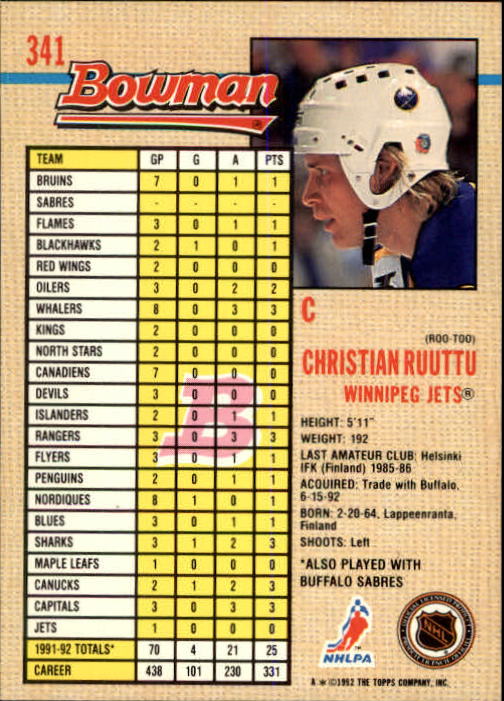 341
Bowman
TEAM GP G A PTS
BRUINS 7 0 1 1
SABRES - - - -
FLAMES 3 0 1 1
BLACKHAWKS 2 1 0 1
RED WINGS 2 0 0 0
OILERS 3 0 2 2
WHALERS 8 0 3 3
KINGS 2 0 0 0
NORTH STARS 2 0 0 0
CANADIENS 7 0 0 0
DEVILS 3 0 0 0
ISLANDERS 2 0 1 1
RANGERS 3 0 3 3
FLYERS 3 0 1 1
PENGUINS 2 0 1 1
NORDIQUES 8 1 0 1
BLUES 3 0 1 1
SHARKS 3 1 2 3
MAPLE LEAFS 1 0 0 0
CANUCKS 2 1 2 3
CAPITALS 3 0 3 3
JETS 1 0 0 0
1991-92 TOTALS* 70 4 21 25
CAREER 438 101 230 331
B
C
(ROO-TOO)
CHRISTIAN RUUTTU
WINNIPEG JETS®
HEIGHT: 5'11"
WEIGHT: 192
LAST AMATEUR CLUB: Helsinki
IFK (Finland) 1985-86
ACQUIRED: Trade with Buffalo,
6-15-92
BORN: 2-20-64, Lappeenranta,
Finland
SHOOTS: Left
*ALSO PLAYED WITH
BUFFALO SABRES
NHLPA
NHL
A * ©1992 THE TOPPS COMPANY, INC.